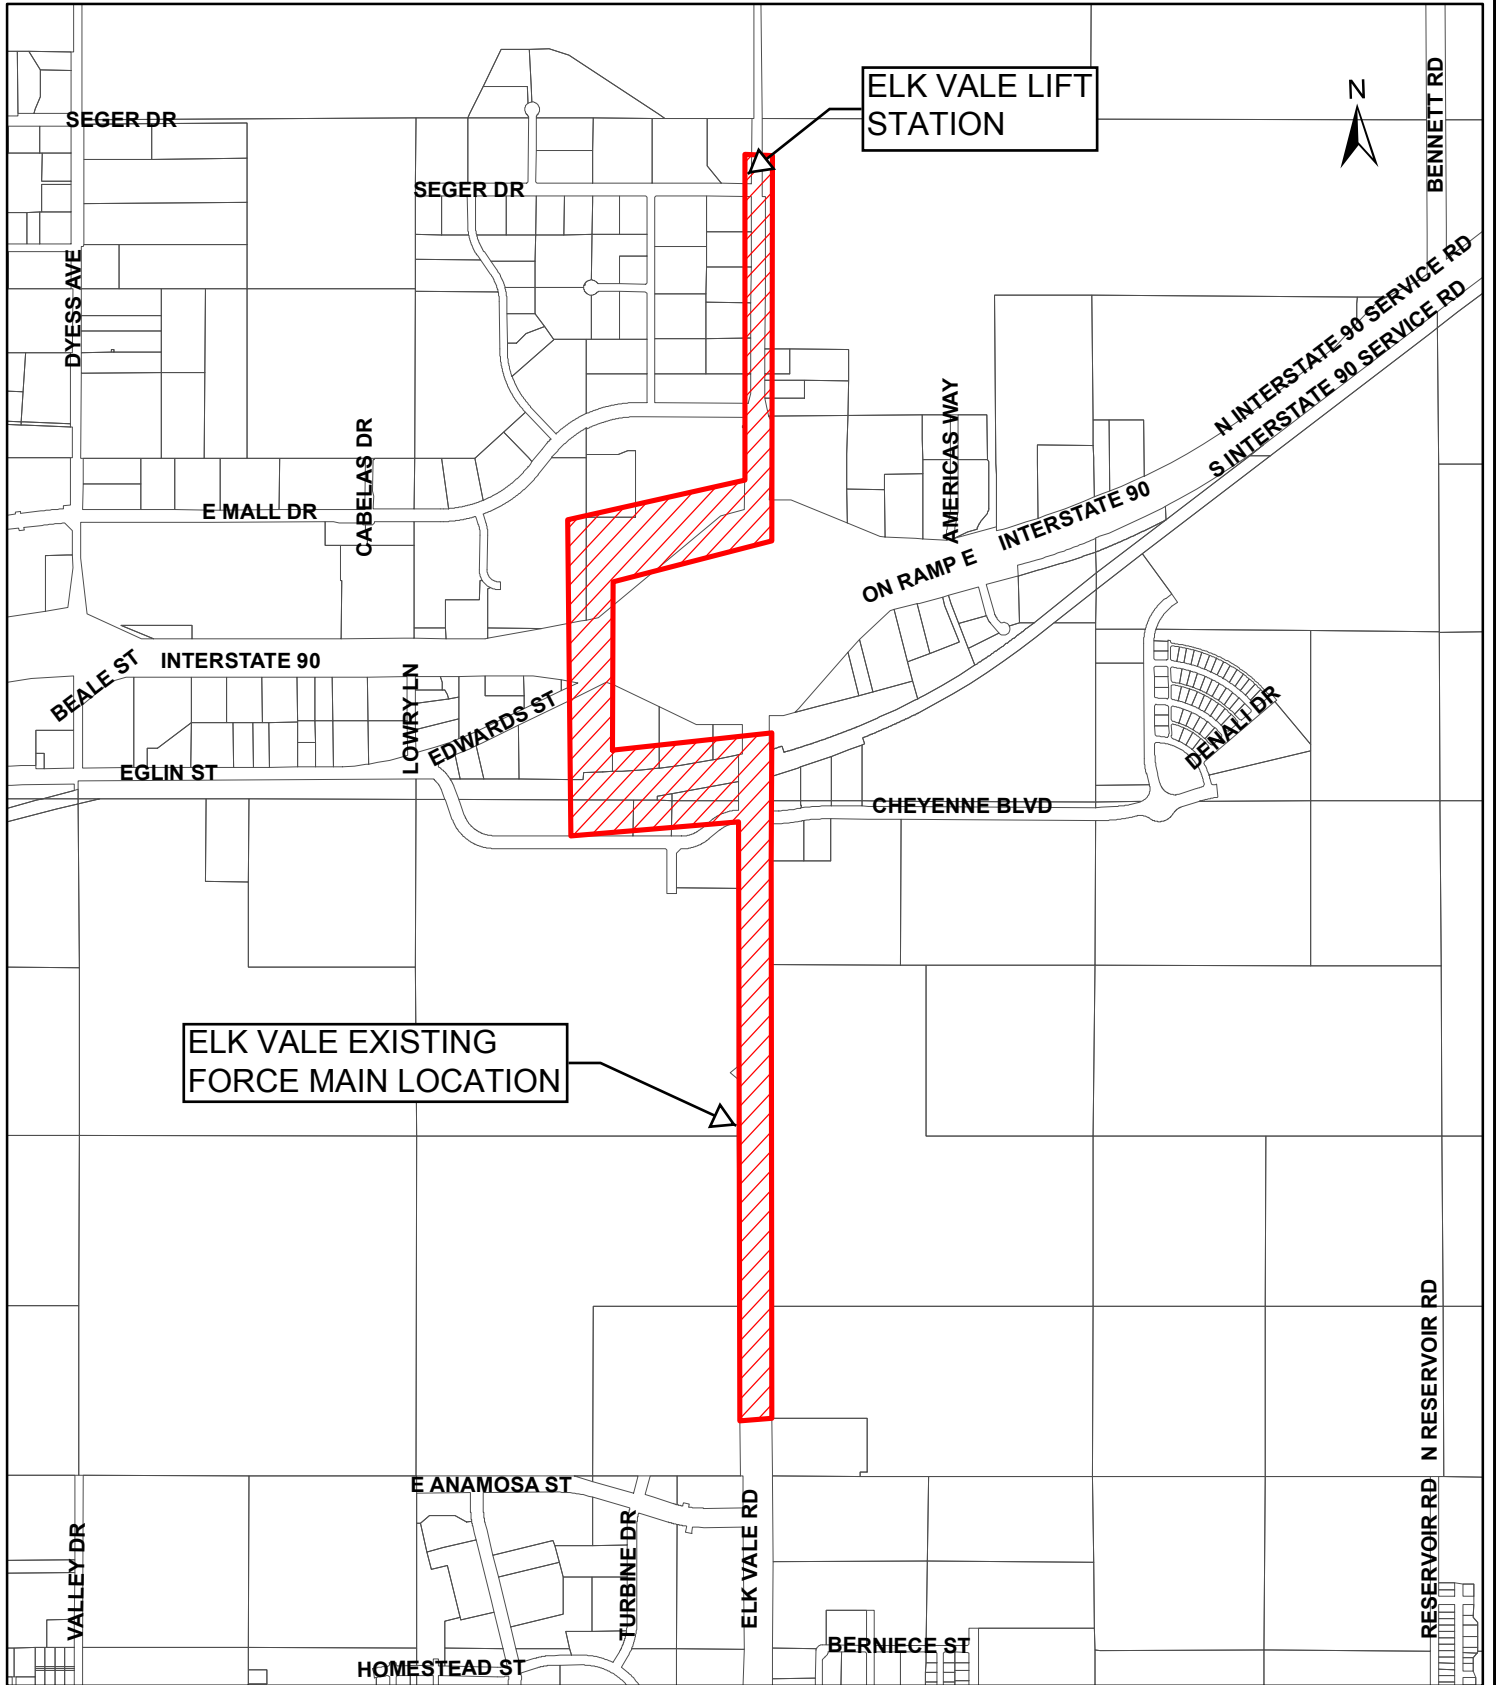 ELK VALE LIFT
STATION
N
BENNETT RD
SEGER DR
SEGER DR
DYESS AVE
N INTERSTATE 90 SERVICE RD
S INTERSTATE 90 SERVICE RD
AMERICAS WAY
CABELAS DR
E MALL DR
INTERSTATE 90
ON RAMP E
BEALE ST
INTERSTATE 90
LOWRY LN
EDWARDS ST
DENALI DR
EGLIN ST
CHEYENNE BLVD
ELK VALE EXISTING
FORCE MAIN LOCATION
N RESERVOIR RD
E ANAMOSA ST
VALLEY DR
TURBINE DR
ELK VALE RD
RESERVOIR RD
BERNIECE ST
HOMESTEAD ST